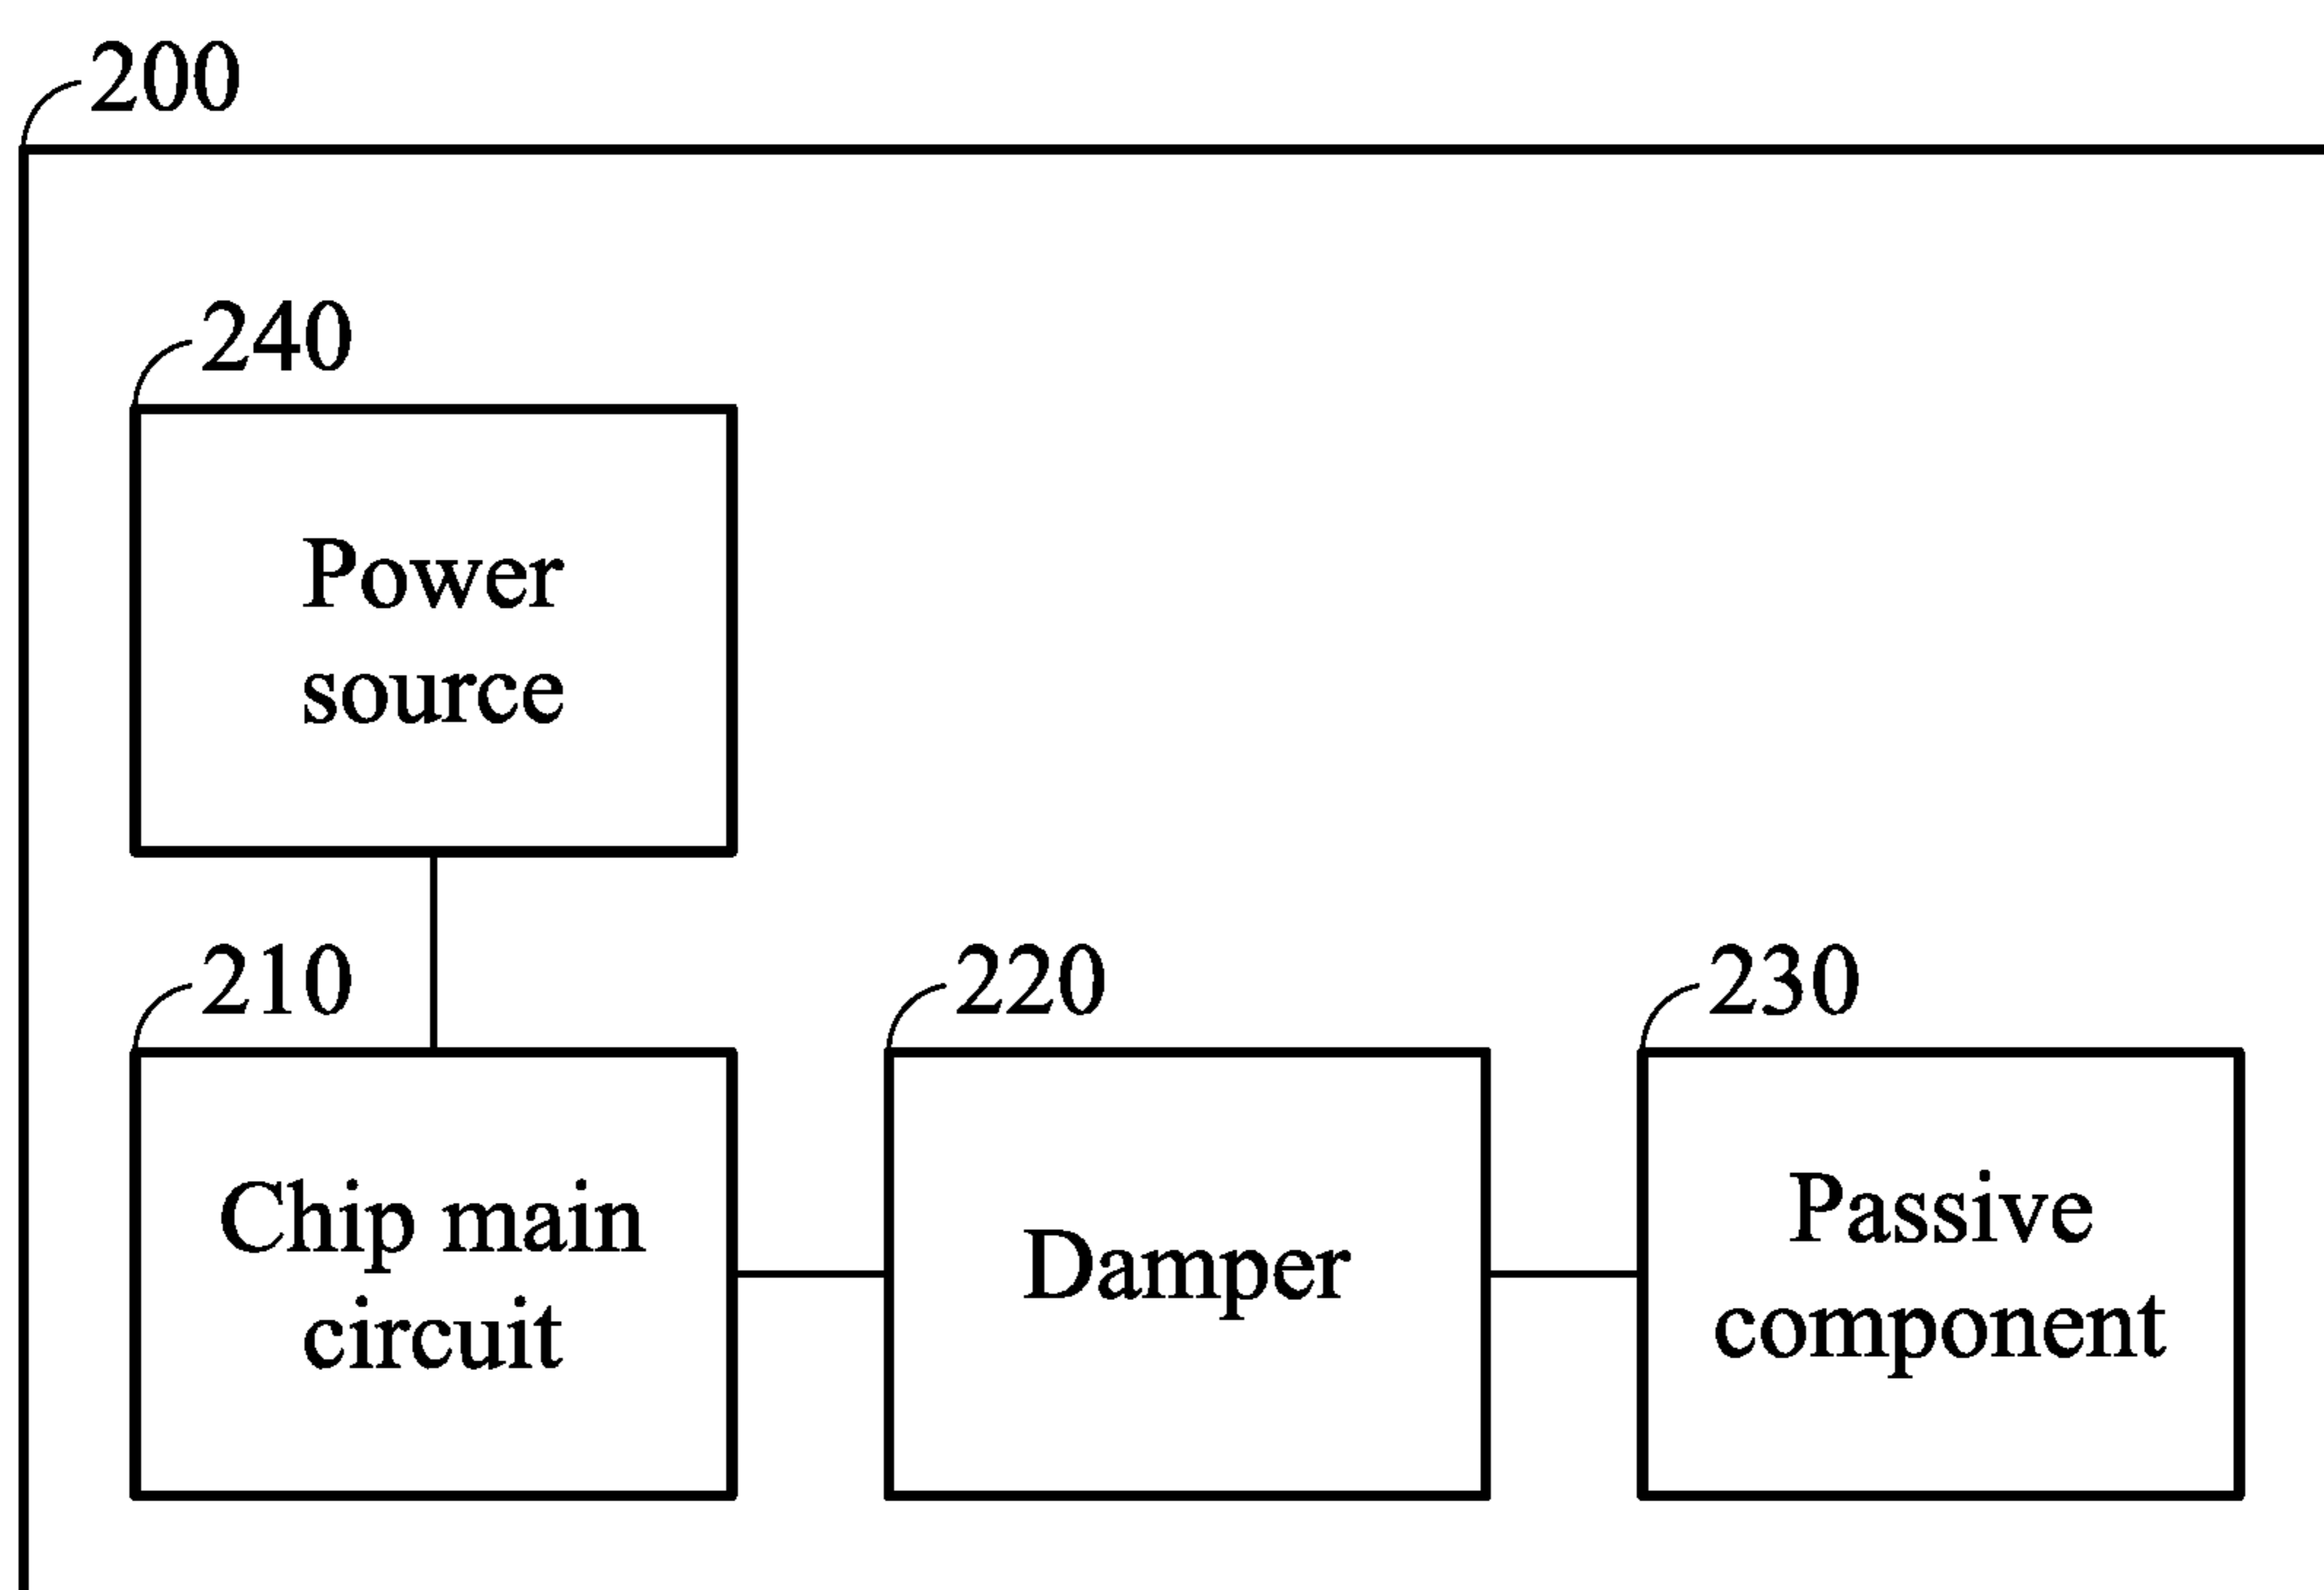 200
240
Power
source
210
Chip main
circuit
220
Damper
230
Passive
component